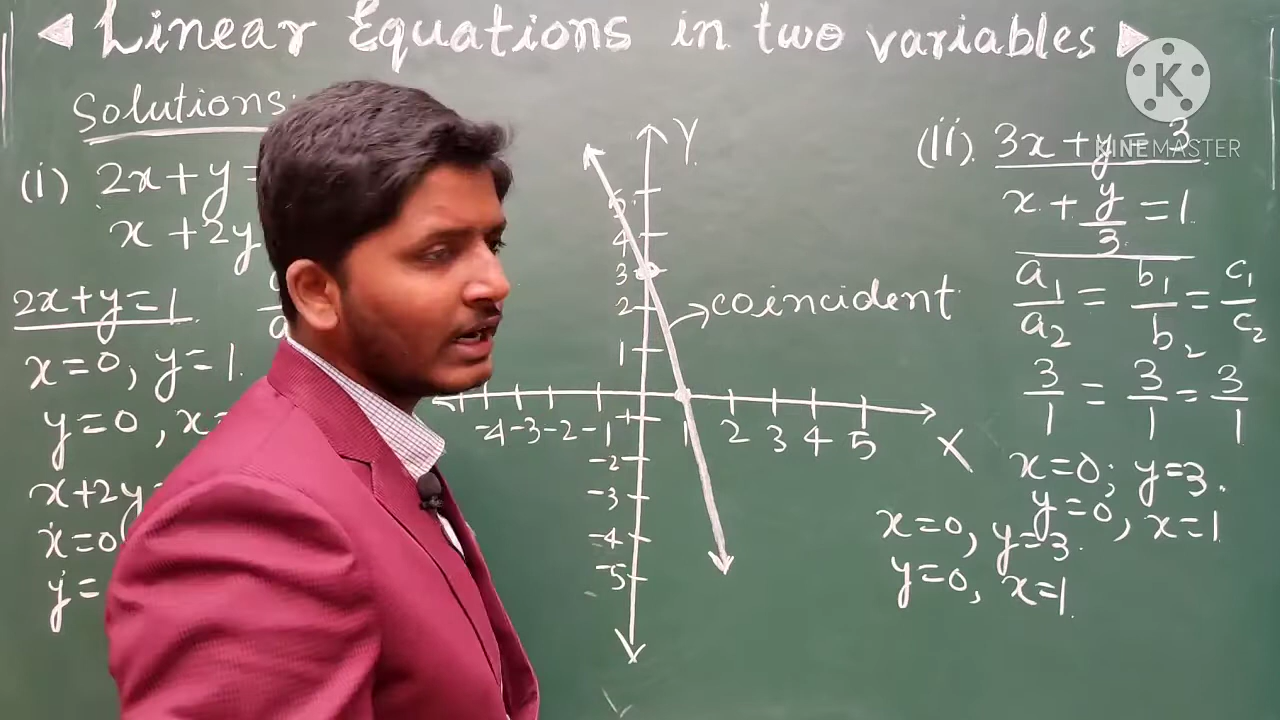 Linear Equations in two variables
Solutions:
(i) 2x+y=
x+2y
2x+y=1
x=0, y=1.
y=0, x=
x+2y=
x=0
y=
Y
5
4
3
2
1
-4 -3 -2 -1 1 2 3 4 5
X
-1
-2
-3
-4
-5
coincident
K
KINEMASTER
(ii) 3x+y=3
x+y/3=1
a₁/a₂ = b₁/b₂ = c₁/c₂
3/1 = 3/1 = 3/1
x=0; y=3.
y=0, x=1
x=0, y=3.
y=0, x=1